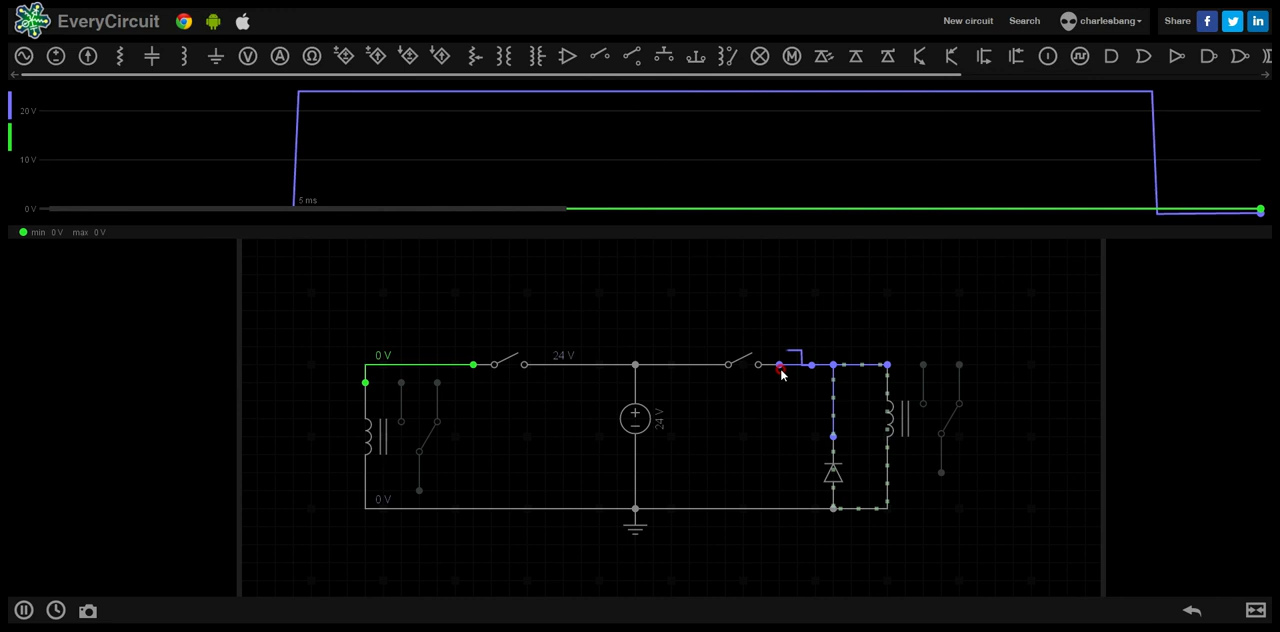 EveryCircuit
New circuit Search charlesbang Share
20 V
10 V
5 ms
0 V
min 0 V max 0 V
0 V
24 V
24 V
0 V